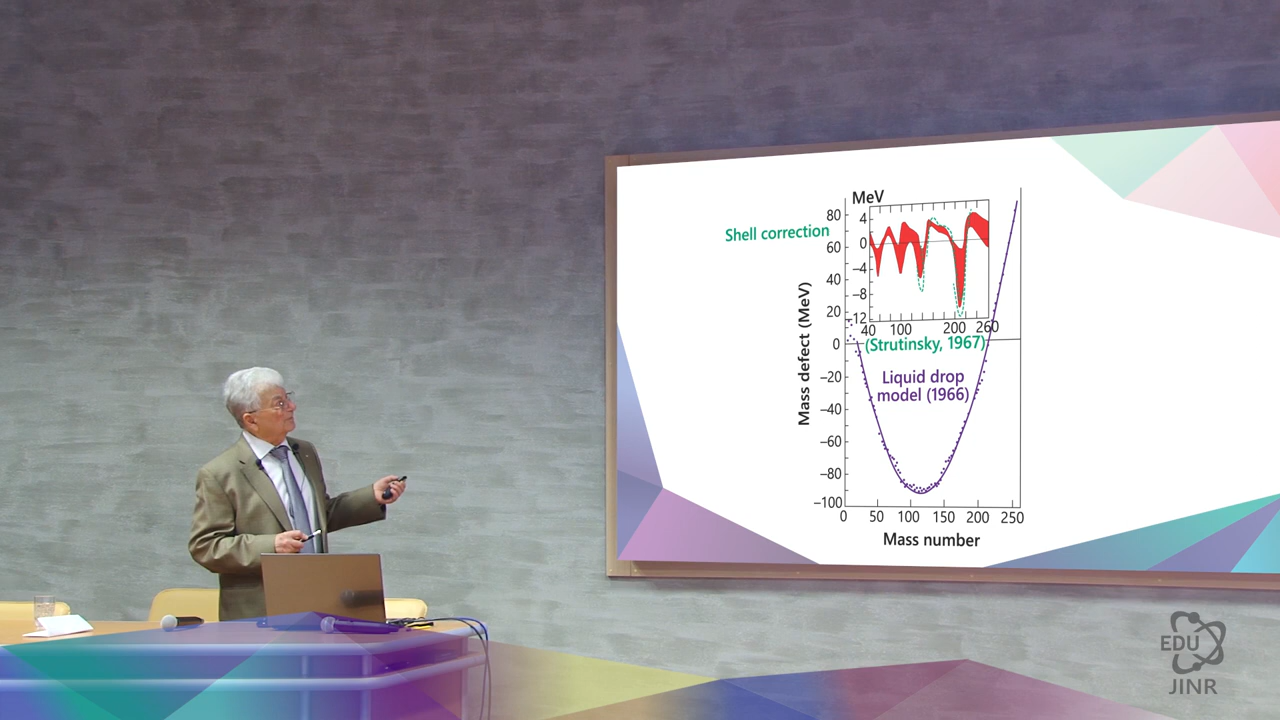 MeV
Shell correction
80
60
40
20
0
−20
−40
−60
−80
−100
4
0
−4
−8
−12
40 100 200 260
(Strutinsky, 1967)
Liquid drop
model (1966)
Mass defect (MeV)
0 50 100 150 200 250
Mass number
EDU
JINR